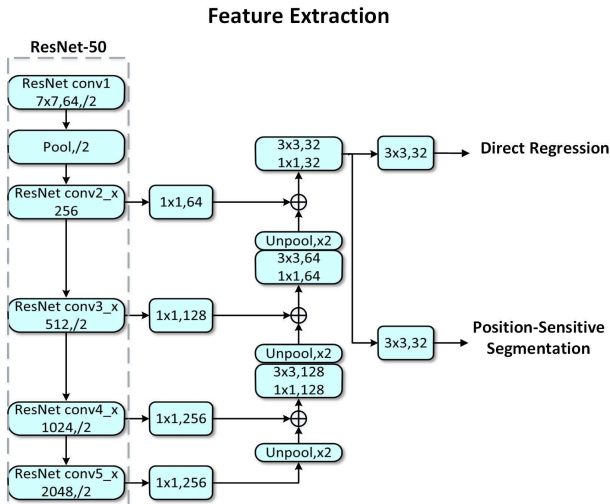 Feature Extraction
ResNet-50
ResNet conv1
7x7,64,/2
Pool,/2
ResNet conv2_x
256
1x1,64
ResNet conv3_x
512,/2
1x1,128
ResNet conv4_x
1024,/2
1x1,256
ResNet conv5_x
2048,/2
1x1,256
Unpool,x2
3x3,128
1x1,128
Unpool,x2
3x3,64
1x1,64
Unpool,x2
3x3,32
1x1,32
3x3,32
Direct Regression
3x3,32
Position-Sensitive
Segmentation